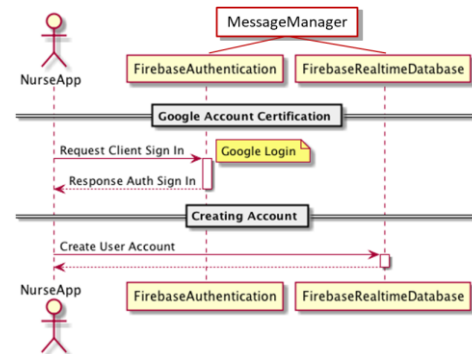 MessageManager
NurseApp
FirebaseAuthentication
FirebaseRealtimeDatabase
Google Account Certification
Request Client Sign In
Google Login
Response Auth Sign In
Creating Account
Create User Account
NurseApp
FirebaseAuthentication
FirebaseRealtimeDatabase